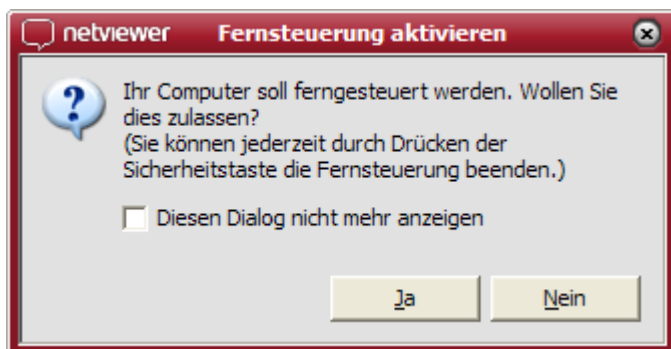 netviewer Fernsteuerung aktivieren
Ihr Computer soll ferngesteuert werden. Wollen Sie
dies zulassen?
(Sie können jederzeit durch Drücken der
Sicherheitstaste die Fernsteuerung beenden.)
Diesen Dialog nicht mehr anzeigen
Ja Nein